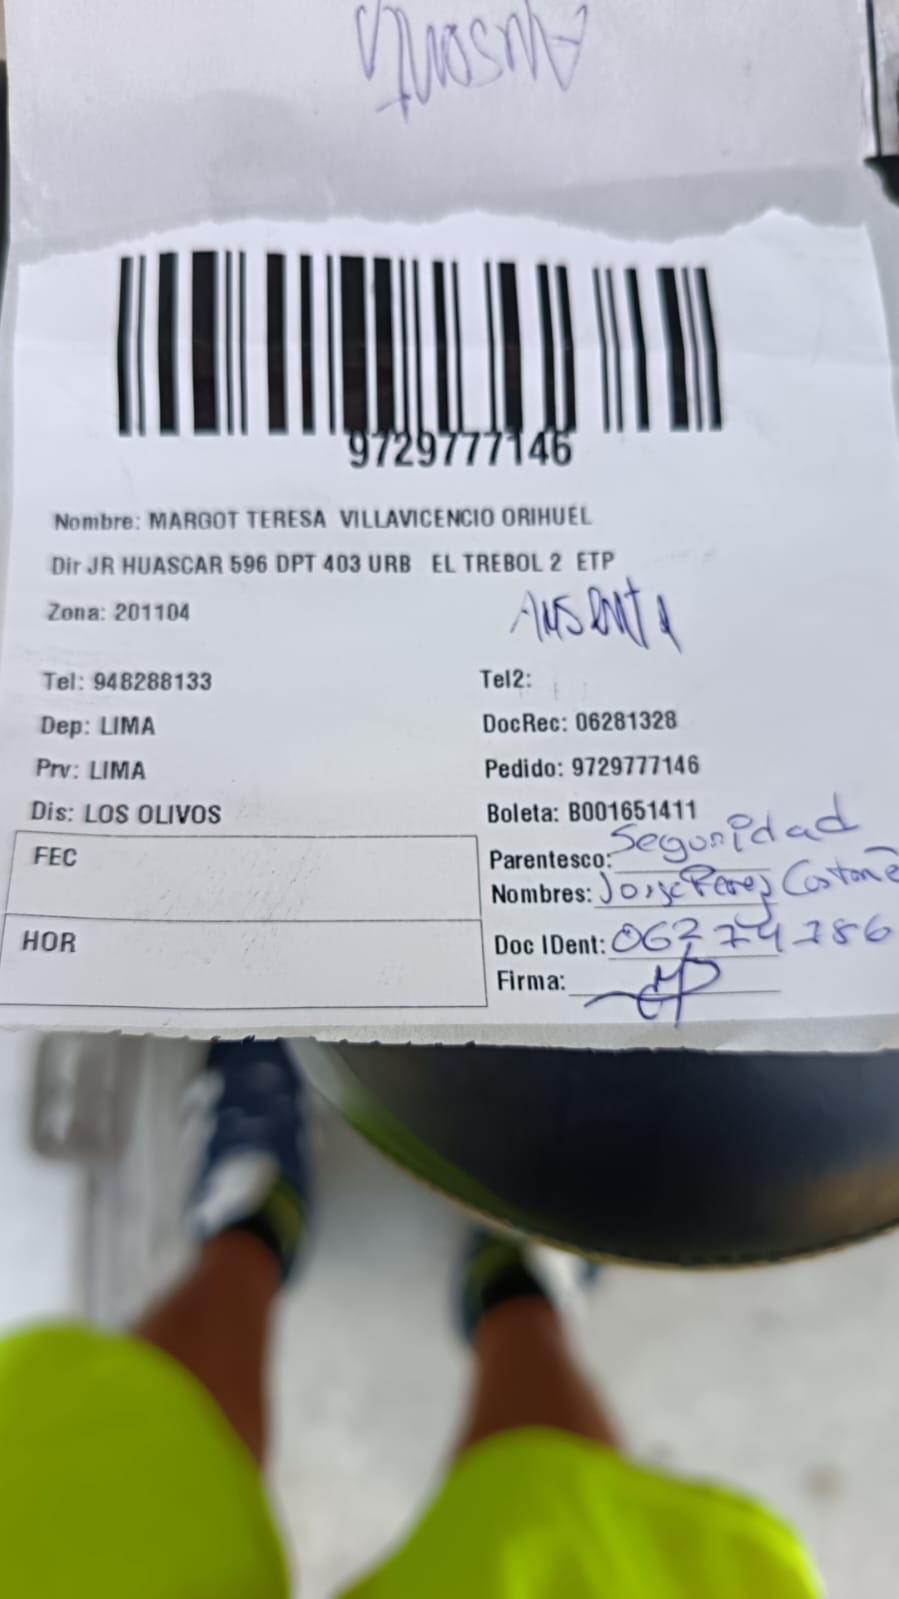 Ausente
9729777146
Nombre: MARGOT TERESA VILLAVICENCIO ORIHUEL
Dir JR HUASCAR 596 DPT 403 URB EL TREBOL 2 ETP
Zona: 201104
Ausente
Tel: 948288133 Tel2:
Dep: LIMA DocRec: 06281328
Prv: LIMA Pedido: 9729777146
Dis: LOS OLIVOS Boleta: B001651411
FEC Parentesco: Seguridad
Nombres: Jorge Perez
HOR Doc IDent:
Firma: